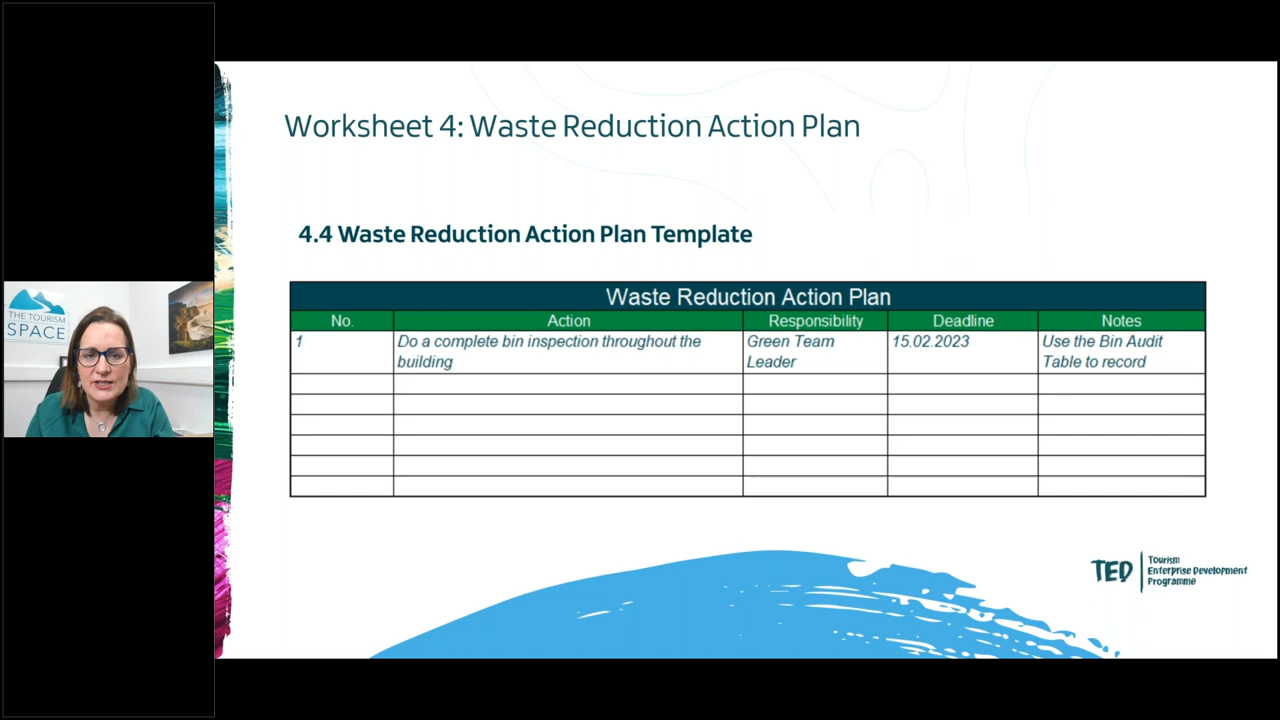 Worksheet 4: Waste Reduction Action Plan
4.4 Waste Reduction Action Plan Template
Waste Reduction Action Plan
No. Action Responsibility Deadline Notes
1 Do a complete bin inspection throughout the Green Team 15.02.2023 Use the Bin Audit
building Leader Table to record
THE TOURISM
SPACE
TED
Tourism
Enterprise Development
Programme